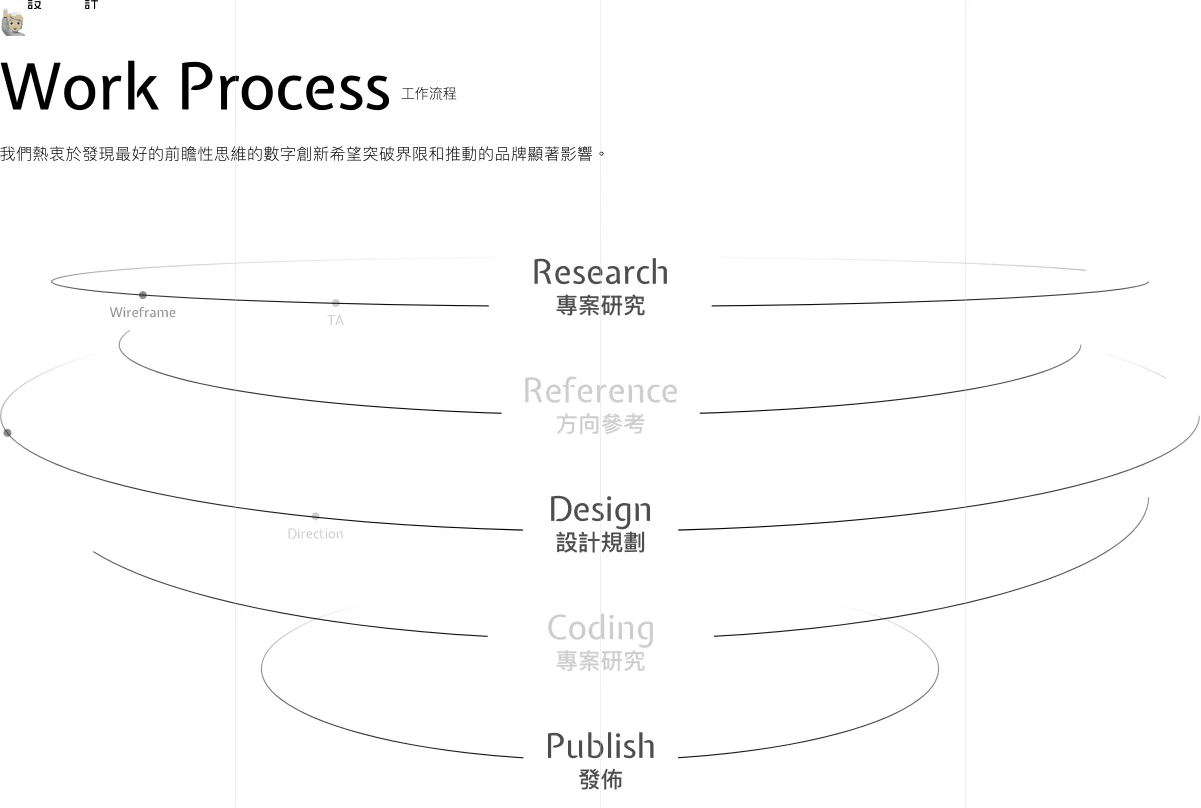 設 計
Work Process 工作流程
我們熱衷於發現最好的前瞻性思維的數字創新希望突破界限和推動的品牌顯著影響。
Research
專案研究
Wireframe
TA
Reference
方向參考
Design
設計規劃
Direction
Coding
專案研究
Publish
發佈